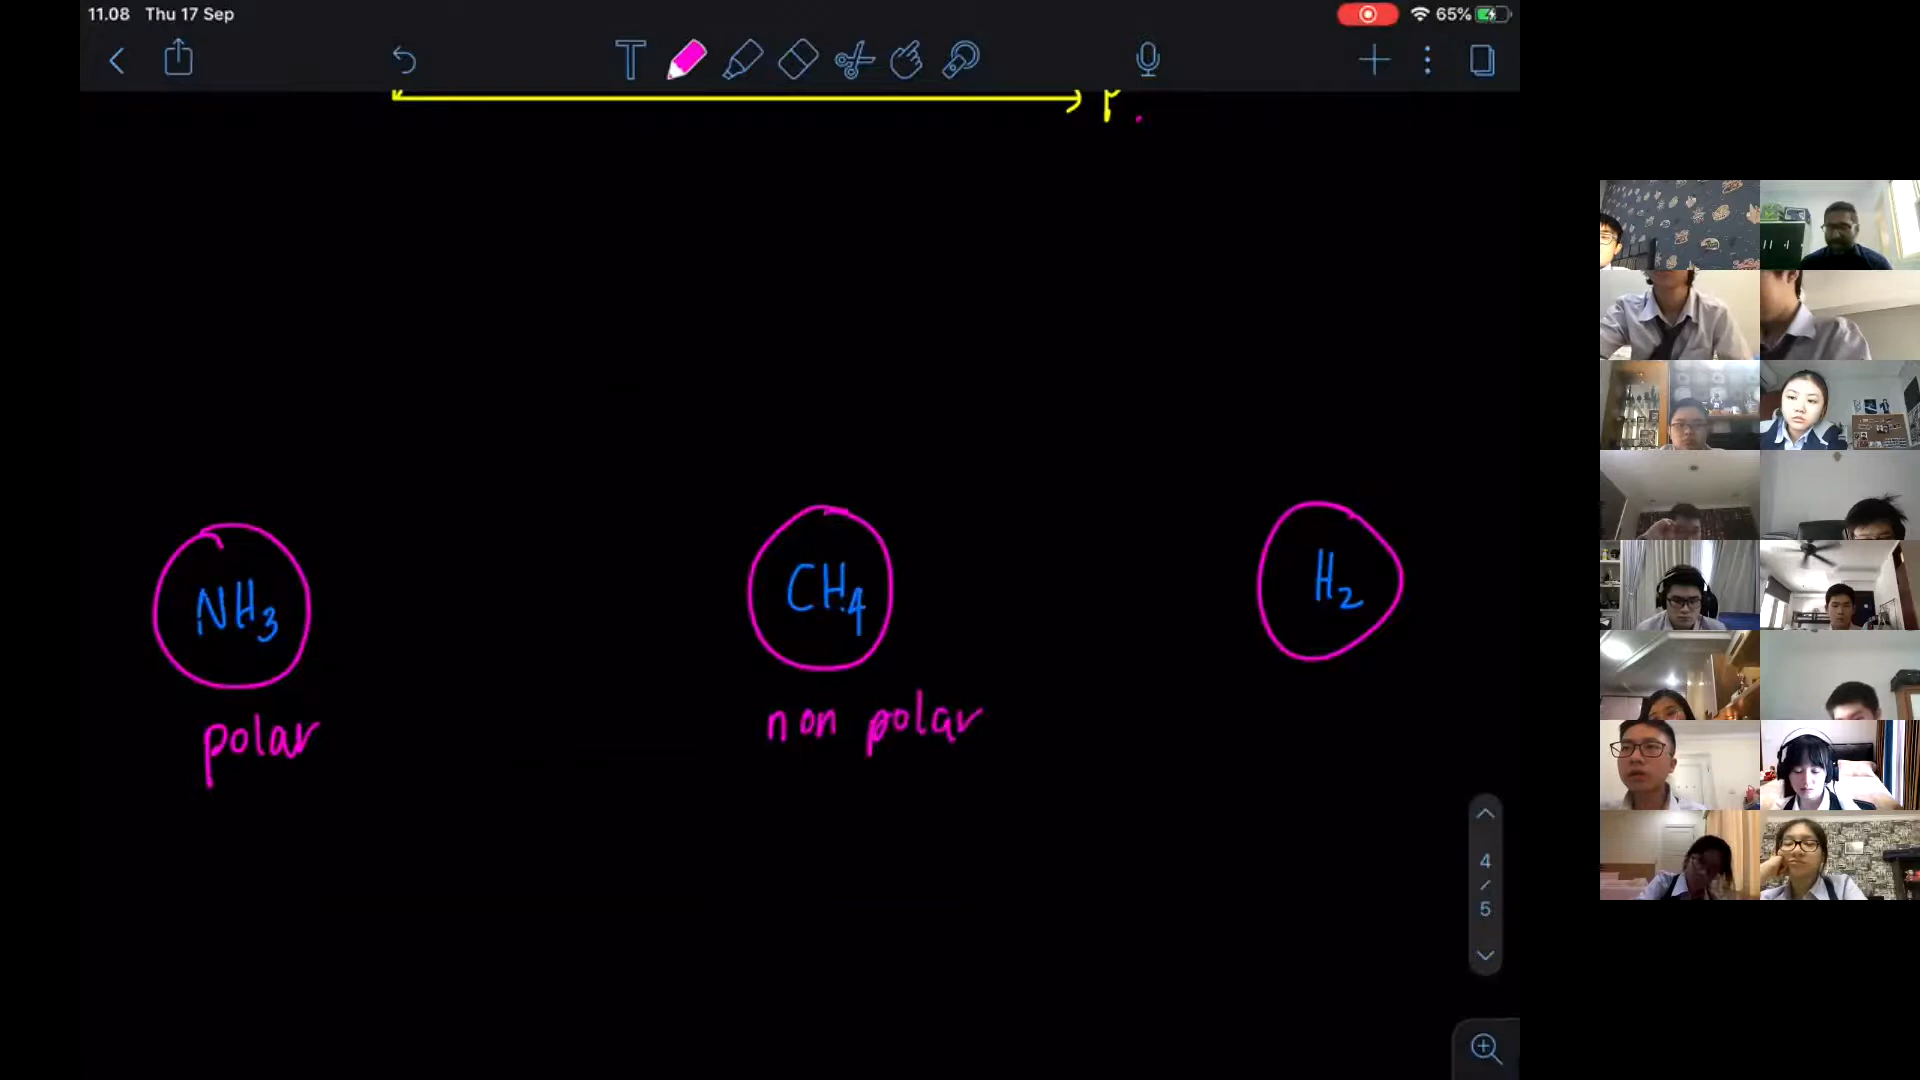 11.08 Thu 17 Sep
65%
T
P
NH3
CH4
H2
polar
non polar
4
/
5